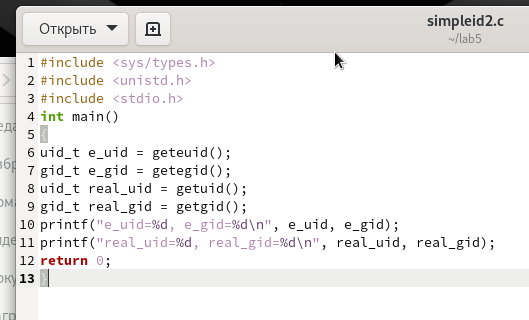 Открыть
simpleid2.c
~/lab5
1 #include <sys/types.h>
2 #include <unistd.h>
3 #include <stdio.h>
4 int main()
5 {
6 uid_t e_uid = geteuid();
7 gid_t e_gid = getegid();
8 uid_t real_uid = getuid();
9 gid_t real_gid = getgid();
10 printf("e_uid=%d, e_gid=%d\n", e_uid, e_gid);
11 printf("real_uid=%d, real_gid=%d\n", real_uid, real_gid);
12 return 0;
13 }